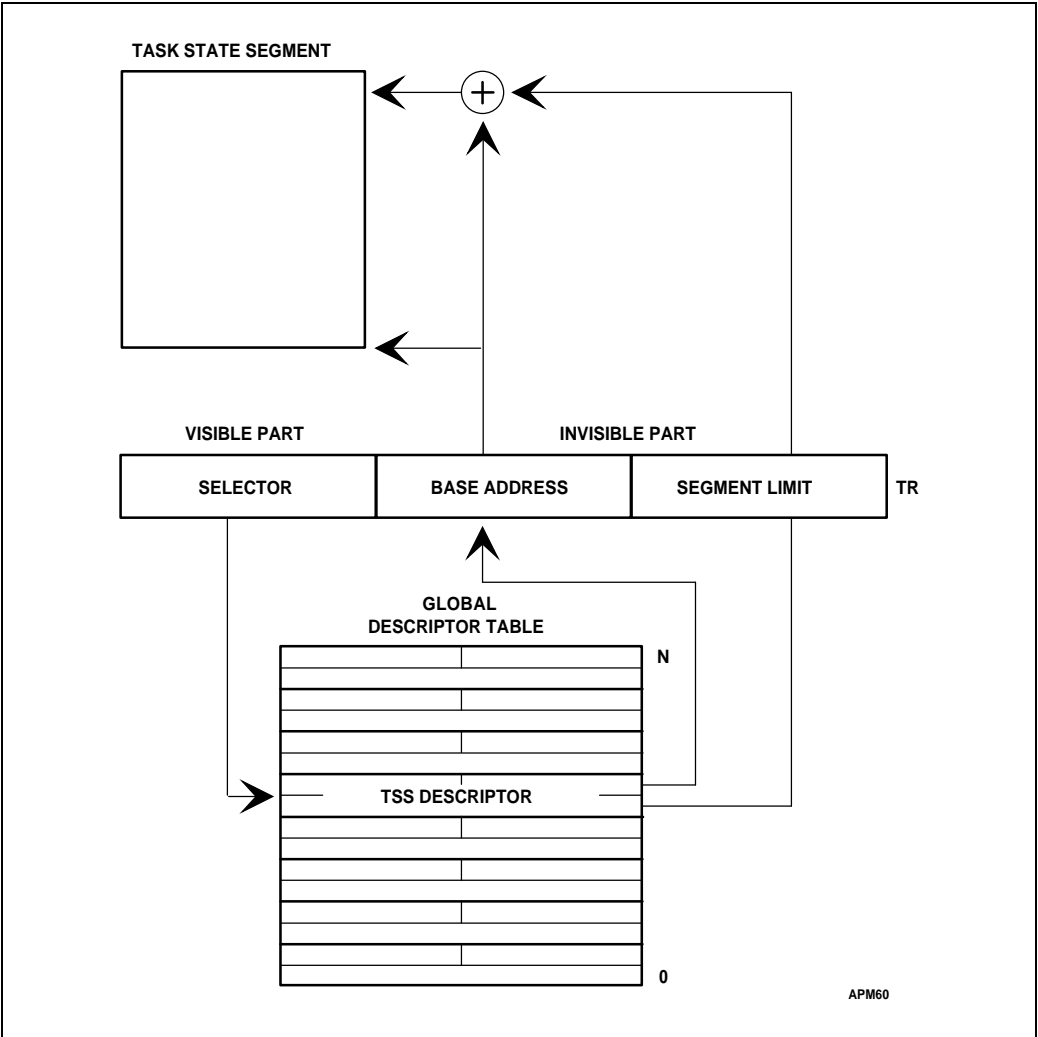 TASK STATE SEGMENT
+
VISIBLE PART
INVISIBLE PART
SELECTOR
BASE ADDRESS
SEGMENT LIMIT
TR
GLOBAL
DESCRIPTOR TABLE
N
TSS DESCRIPTOR
0
APM60